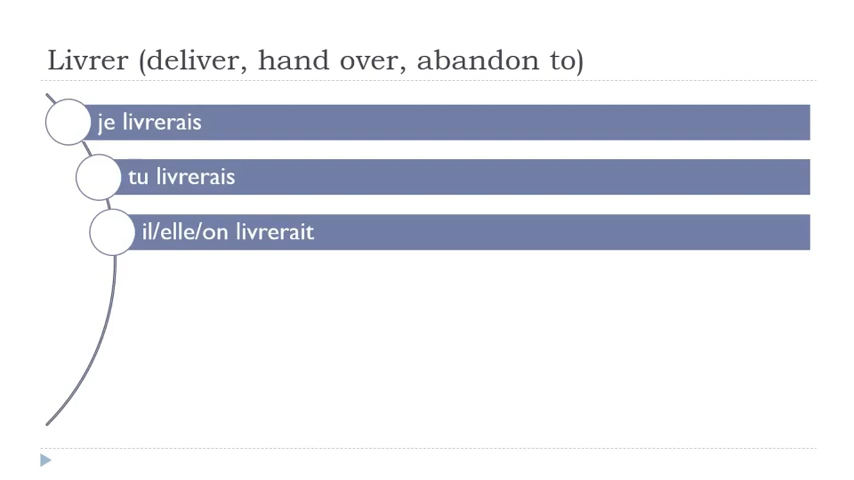 Livrer (deliver, hand over, abandon to)
je livrerais
tu livrerais
il/elle/on livrerait